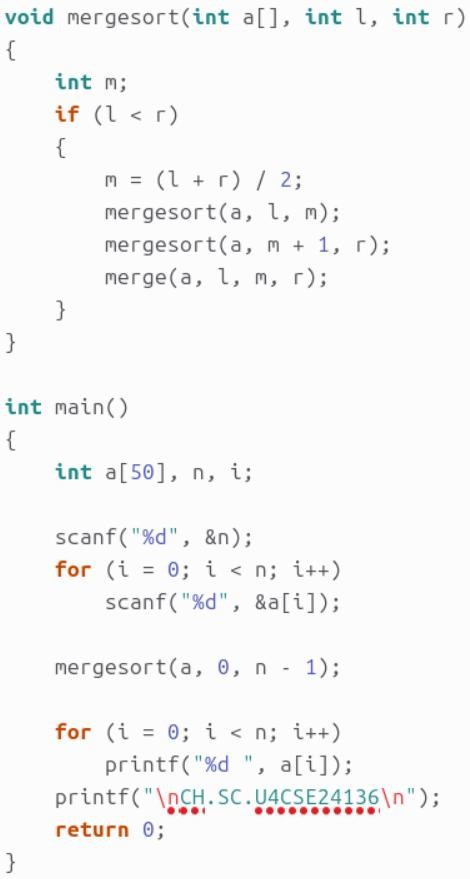 void mergesort(int a[], int l, int r)
{
    int m;
    if (l < r)
    {
        m = (l + r) / 2;
        mergesort(a, l, m);
        mergesort(a, m + 1, r);
        merge(a, l, m, r);
    }
}

int main()
{
    int a[50], n, i;

    scanf("%d", &n);
    for (i = 0; i < n; i++)
        scanf("%d", &a[i]);

    mergesort(a, 0, n - 1);

    for (i = 0; i < n; i++)
        printf("%d ", a[i]);
    printf("\nCH.SC.U4CSE24136\n");
    return 0;
}